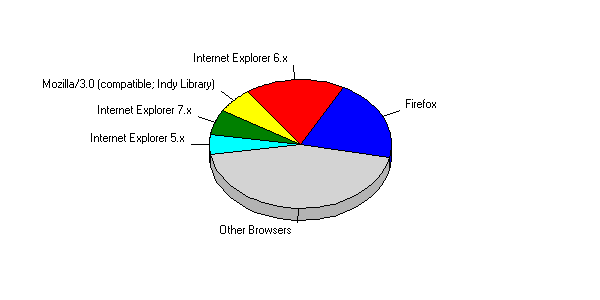 Internet Explorer 6.x
Mozilla/3.0 (compatible; Indy Library)
Firefox
Internet Explorer 7.x
Internet Explorer 5.x
Other Browsers